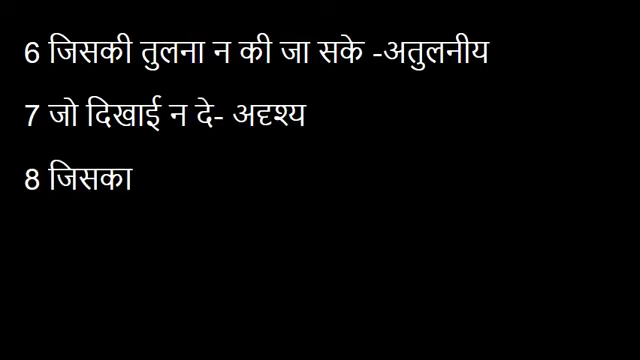 6 जिसकी तुलना न की जा सके -अतुलनीय
7 जो दिखाई न दे- अदृश्य
8 जिसका